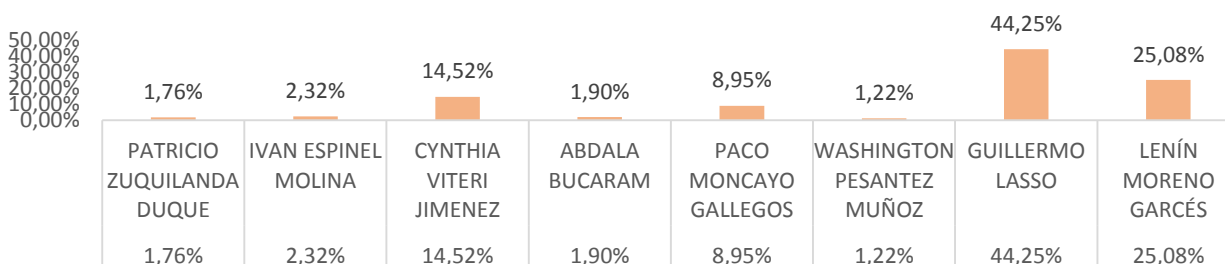 44,25%
25,08%
14,52%
8,95%
1,76%
2,32%
1,90%
1,22%
50,00%
40,00%
30,00%
20,00%
10,00%
0,00%
PATRICIO
ZUQUILANDA
DUQUE
IVAN ESPINEL
MOLINA
CYNTHIA
VITERI
JIMENEZ
ABDALA
BUCARAM
PACO
MONCAYO
GALLEGOS
WASHINGTON
PESANTEZ
MUÑOZ
GUILLERMO
LASSO
LENÍN
MORENO
GARCÉS
1,76%
2,32%
14,52%
1,90%
8,95%
1,22%
44,25%
25,08%